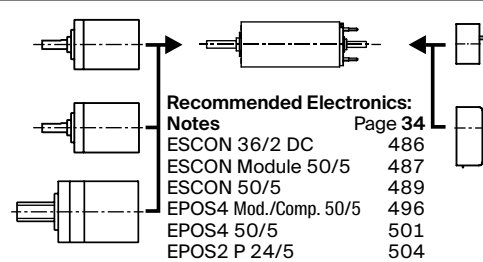 Recommended Electronics:
Notes Page 34
ESCON 36/2 DC 486
ESCON Module 50/5 487
ESCON 50/5 489
EPOS4 Mod./Comp. 50/5 496
EPOS4 50/5 501
EPOS2 P 24/5 504